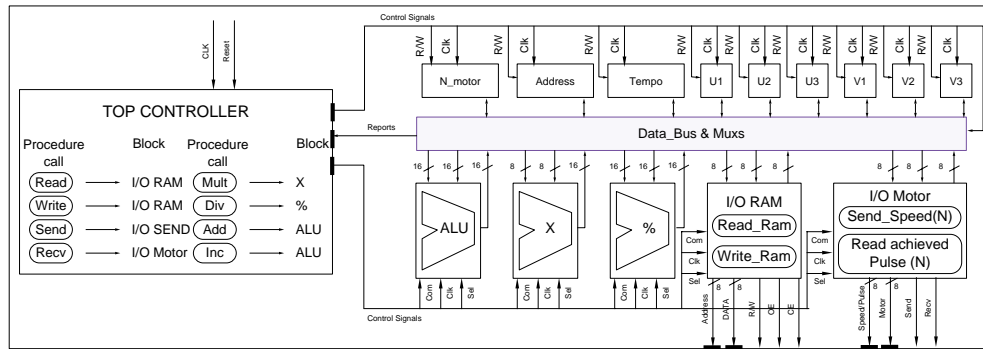 Control Signals
CLK
Reset
R/W Clk R/W Clk R/W Clk R/W Clk R/W Clk R/W Clk R/W Clk R/W Clk R/W Clk
N_motor Address Tempo U1 U2 U3 V1 V2 V3
TOP CONTROLLER
Reports
Data_Bus & Muxs
Procedure call Block Procedure call Block
16 16 16 8 8 16 16 8 16 8 8 8 8 8 8
Read I/O RAM Mult X
Write I/O RAM Div %
Send I/O SEND Add ALU
Recv I/O Motor Inc ALU
ALU
X
%
I/O RAM
Read_Ram
Write_Ram
I/O Motor
Send_Speed(N)
Read achieved
Pulse (N)
Com
Clk
Sel
Com
Clk
Sel
Com Clk Sel Com Clk Sel Com Clk Sel
Control Signals
8 8 8 8
Address DATA R/W OE CE
Speed/Pulse Motor Send Recv